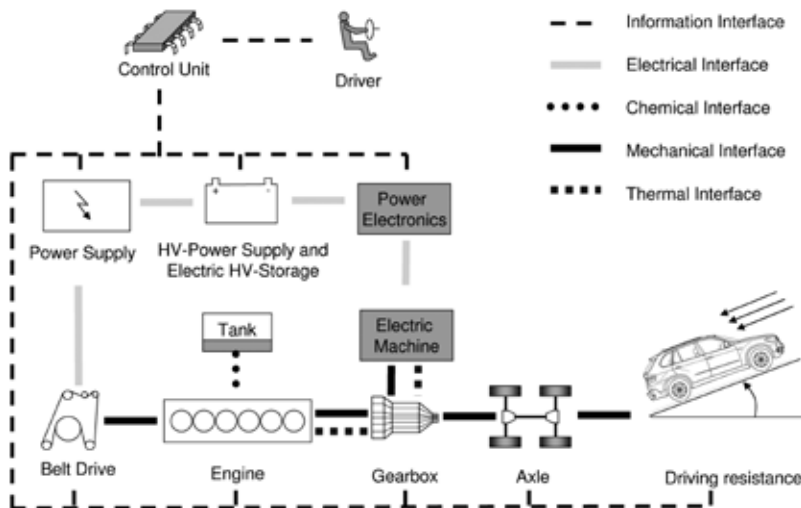 Control Unit
Driver
Information Interface
Electrical Interface
Chemical Interface
Mechanical Interface
Thermal Interface
+ -
Power Supply
HV-Power Supply and
Electric HV-Storage
Power
Electronics
Tank
Electric
Machine
Belt Drive
Engine
Gearbox
Axle
Driving resistance